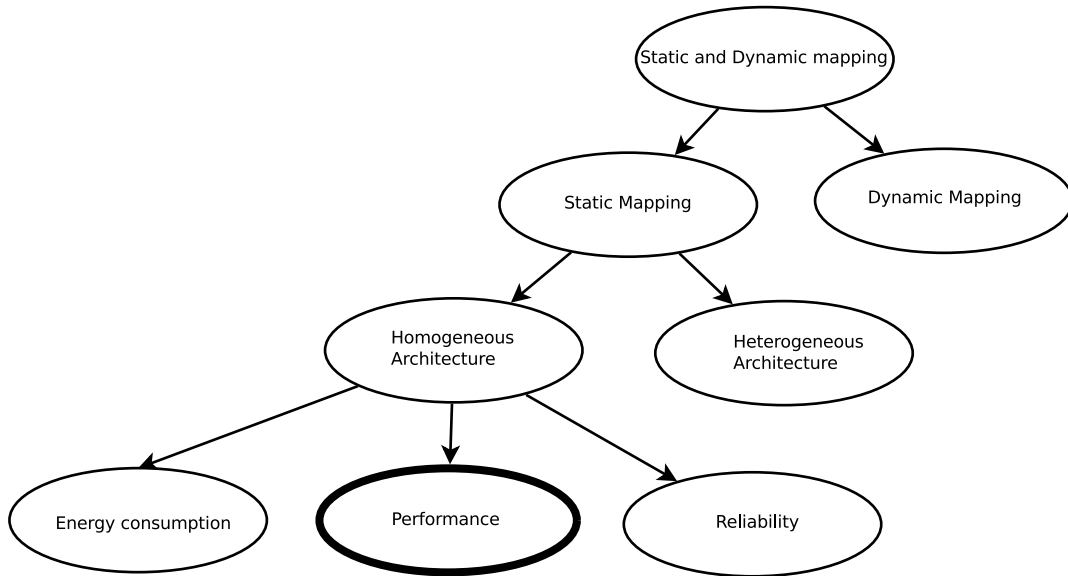 Static and Dynamic mapping
Static Mapping
Dynamic Mapping
Homogeneous
Architecture
Heterogeneous
Architecture
Energy consumption
Performance
Reliability